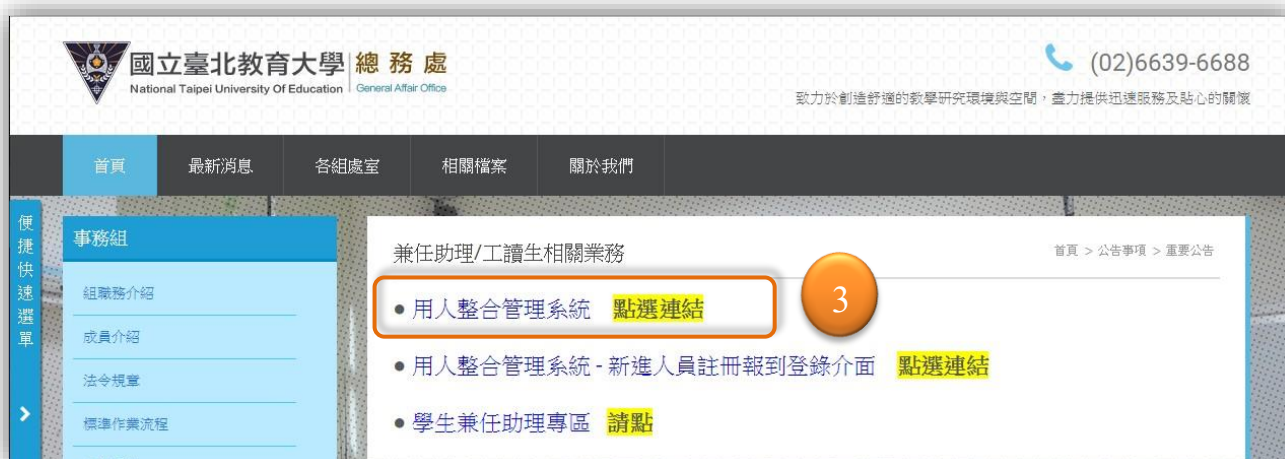 國立臺北教育大學 總務處
National Taipei University Of Education General Affair Office
(02)6639-6688
致力於創造舒適的教學研究環境與空間，盡力提供迅速服務及貼心的關懷
首頁 最新消息 各組處室 相關檔案 關於我們
便捷快速選單
事務組
組職務介紹
成員介紹
法令規章
標準作業流程
兼任助理/工讀生相關業務
首頁 > 公告事項 > 重要公告
用人整合管理系統 點選連結
3
用人整合管理系統 - 新進人員註冊報到登錄介面 點選連結
學生兼任助理專區 請點